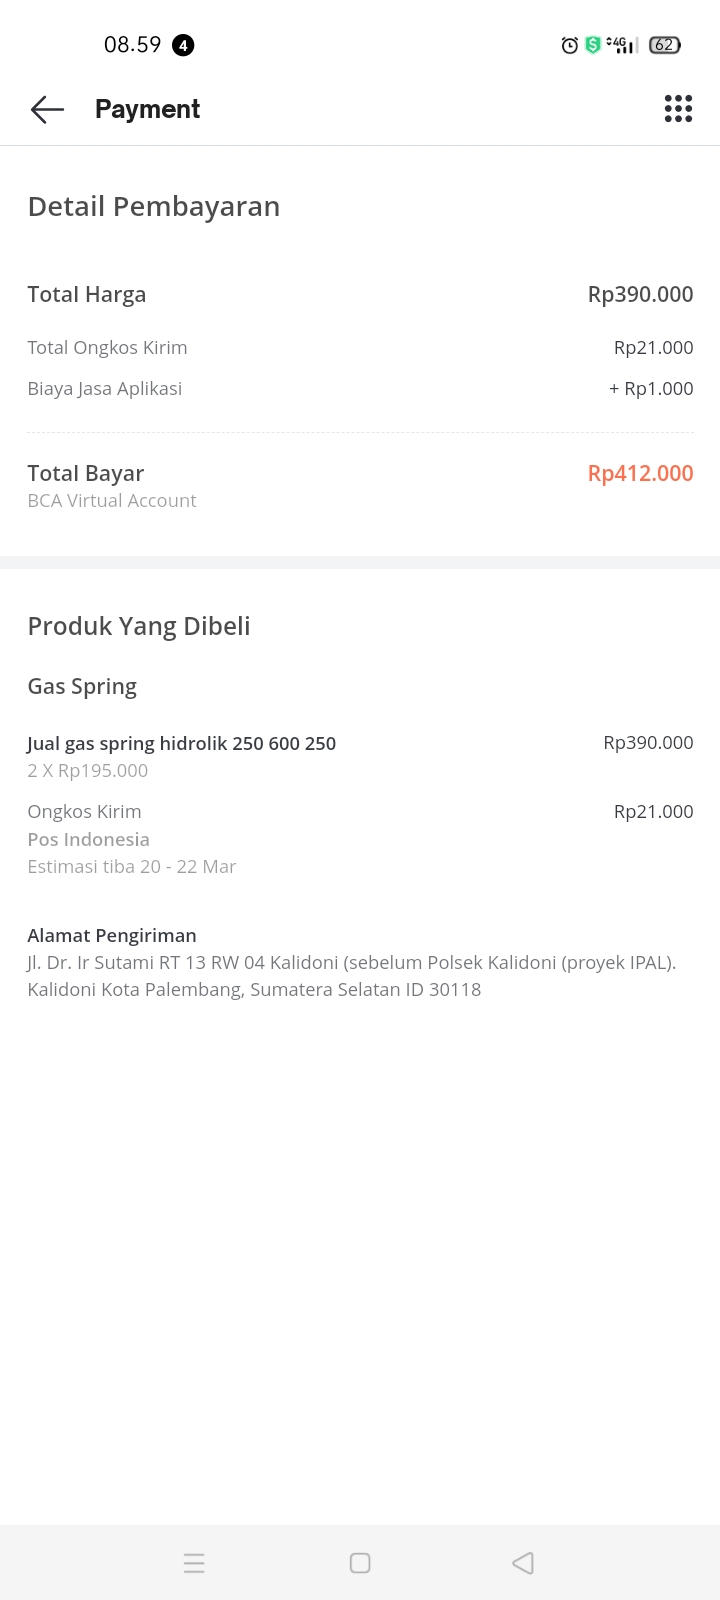 08.59 4 4G 62
Payment
Detail Pembayaran
Total Harga Rp390.000
Total Ongkos Kirim Rp21.000
Biaya Jasa Aplikasi + Rp1.000
Total Bayar Rp412.000
BCA Virtual Account
Produk Yang Dibeli
Gas Spring
Jual gas spring hidrolik 250 600 250 Rp390.000
2 X Rp195.000
Ongkos Kirim Rp21.000
Pos Indonesia
Estimasi tiba 20 - 22 Mar
Alamat Pengiriman
Jl. Dr. Ir Sutami RT 13 RW 04 Kalidoni (sebelum Polsek Kalidoni (proyek IPAL).
Kalidoni Kota Palembang, Sumatera Selatan ID 30118